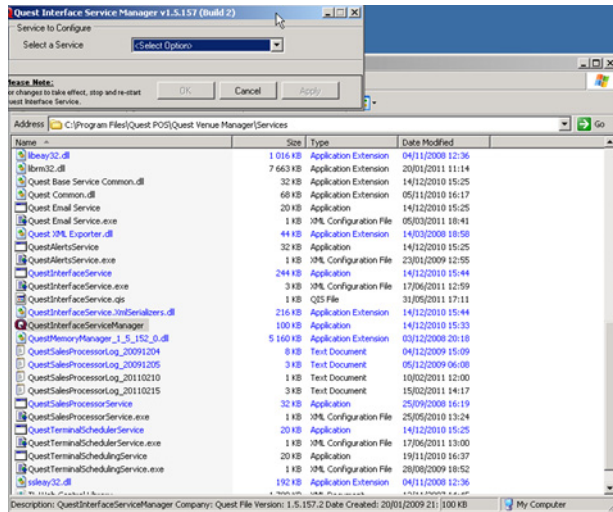 Quest Interface Service Manager v1.5.157 (Build 2)
Service to Configure
Select a Service <Select Option>
Please Note:
or changes to take effect, stop and re-start
uest Interface Service.
OK Cancel Apply
Address C:\Program Files\Quest POS\Quest Venue Manager\Services Go
Name Size Type Date Modified
libeay32.dll 1 016 KB Application Extension 04/11/2008 12:36
librm32.dll 7 663 KB Application Extension 20/01/2011 11:14
Quest Base Service Common.dll 32 KB Application Extension 14/12/2010 15:25
Quest Common.dll 68 KB Application Extension 05/11/2010 16:17
Quest Email Service 20 KB Application 14/12/2010 15:25
Quest Email Service.exe 1 KB XML Configuration File 05/03/2011 18:41
Quest XML Exporter.dll 44 KB Application Extension 14/03/2008 18:58
QuestAlertsService 32 KB Application 14/12/2010 15:25
QuestAlertsService.exe 1 KB XML Configuration File 23/01/2009 12:55
QuestInterfaceService 244 KB Application 14/12/2010 15:44
QuestInterfaceService.exe 3 KB XML Configuration File 17/06/2011 12:59
QuestInterfaceService.qis 1 KB QIS File 31/05/2011 17:11
QuestInterfaceService.XmlSerializers.dll 216 KB Application Extension 14/12/2010 15:44
QuestInterfaceServiceManager 100 KB Application 14/12/2010 15:33
QuestMemoryManager_1_5_152_0.dll 5 160 KB Application Extension 03/12/2008 20:18
QuestSalesProcessorLog_20091204 8 KB Text Document 04/12/2009 15:09
QuestSalesProcessorLog_20091205 3 KB Text Document 05/12/2009 06:08
QuestSalesProcessorLog_20110210 1 KB Text Document 10/02/2011 12:00
QuestSalesProcessorLog_20110215 3 KB Text Document 15/02/2011 14:17
QuestSalesProcessorService 32 KB Application 25/09/2008 16:19
QuestSalesProcessorService.exe 1 KB XML Configuration File 25/05/2010 13:24
QuestTerminalSchedulerService 20 KB Application 14/12/2010 15:25
QuestTerminalSchedulerService.exe 1 KB XML Configuration File 17/06/2011 13:00
QuestTerminalSchedulingService 20 KB Application 19/11/2010 16:37
QuestTerminalSchedulingService.exe 1 KB XML Configuration File 28/08/2009 18:52
ssleay32.dll 192 KB Application Extension 04/11/2008 12:36
Description: QuestInterfaceServiceManager Company: Quest File Version: 1.5.157.2 Date Created: 20/01/2009 21: 100 KB My Computer